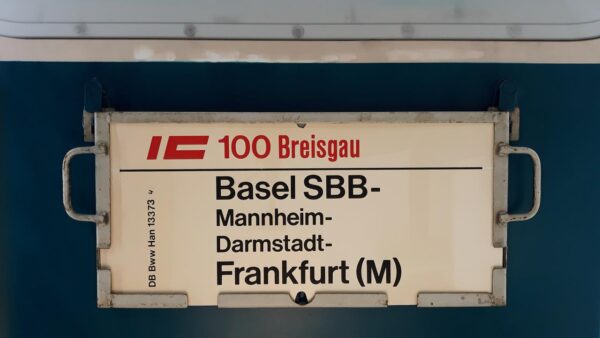 IC 100 Breisgau
Basel SBB-
Mannheim-
Darmstadt-
Frankfurt (M)
DB Bww Han 13373